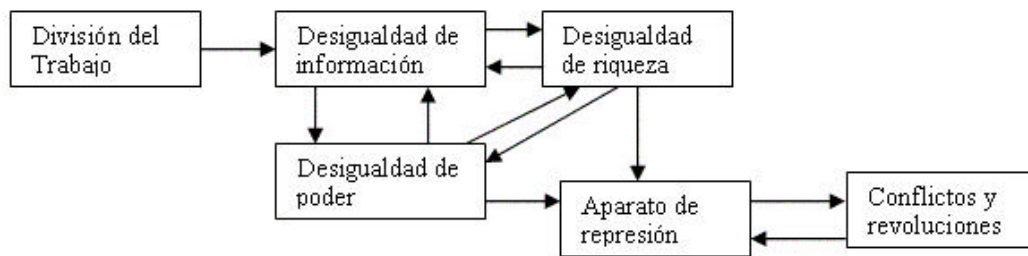 División del
Trabajo
Desigualdad de
información
Desigualdad
de riqueza
Desigualdad de
poder
Aparato de
represión
Conflictos y
revoluciones